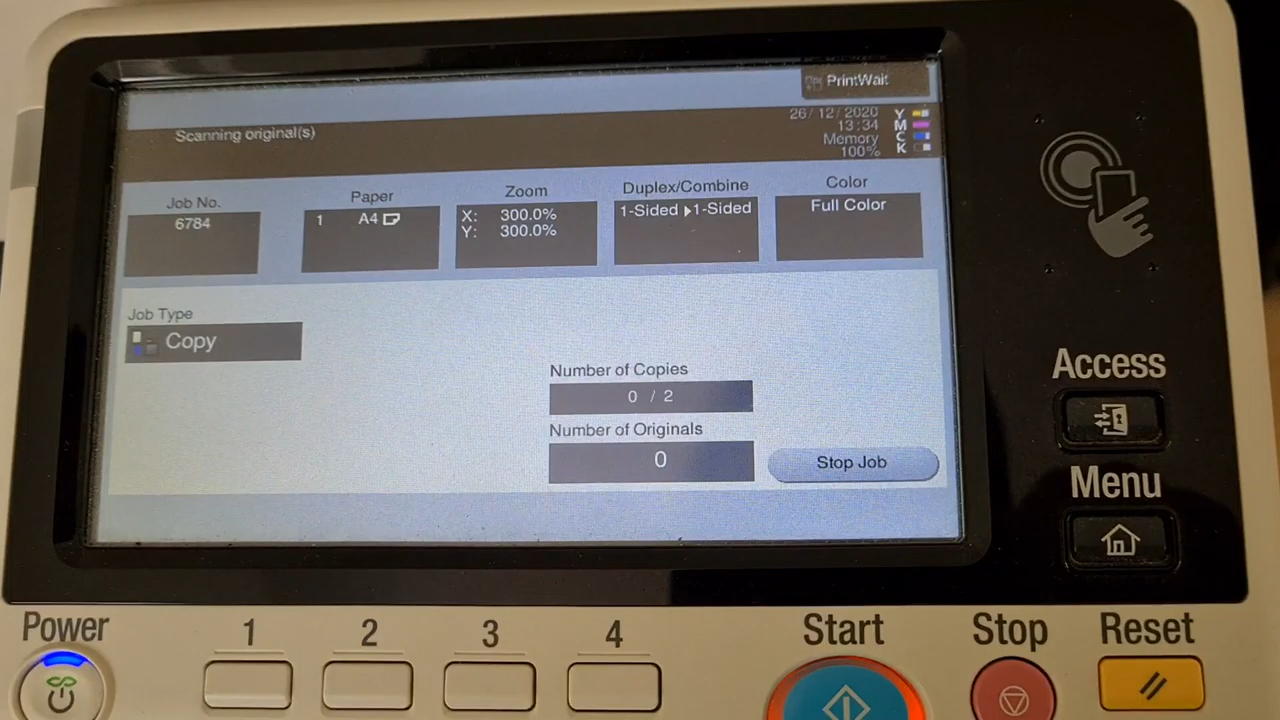 PrintWait
Scanning original(s)
26/12/2020
13:34
Memory
100%
Y
M
C
K
Job No.
6784
Paper
1 A4
Zoom
X: 300.0%
Y: 300.0%
Duplex/Combine
1-Sided 1-Sided
Color
Full Color
Job Type
Copy
Number of Copies
0 / 2
Number of Originals
0
Stop Job
Access
Menu
Power
1
2
3
4
Start
Stop
Reset